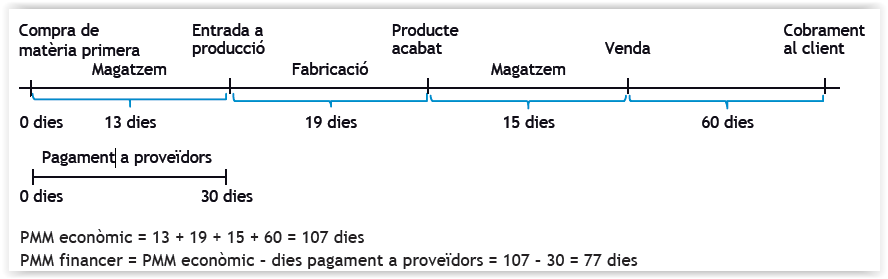 Compra de
matèria primera
Entrada a
producció
Producte
acabat
Venda
Cobrament
al client
Magatzem
Fabricació
Magatzem
0 dies
13 dies
19 dies
15 dies
60 dies
Pagament a proveïdors
0 dies
30 dies
PMM econòmic = 13 + 19 + 15 + 60 = 107 dies
PMM financer = PMM econòmic – dies pagament a proveïdors = 107 – 30 = 77 dies